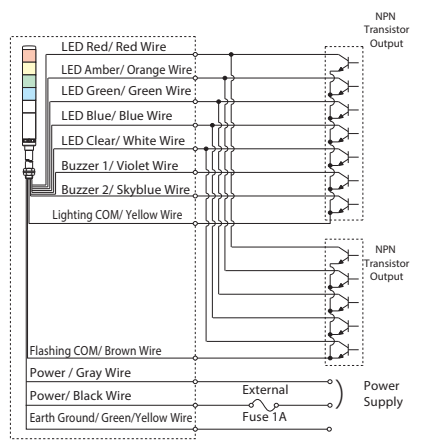 NPN
Transistor
Output
LED Red/ Red Wire
LED Amber/ Orange Wire
LED Green/ Green Wire
LED Blue/ Blue Wire
LED Clear/ White Wire
Buzzer 1/ Violet Wire
Buzzer 2/ Skyblue Wire
Lighting COM/ Yellow Wire
NPN
Transistor
Output
Flashing COM/ Brown Wire
Power / Gray Wire
Power/ Black Wire
External
Fuse 1A
Power
Supply
Earth Ground/ Green/Yellow Wire